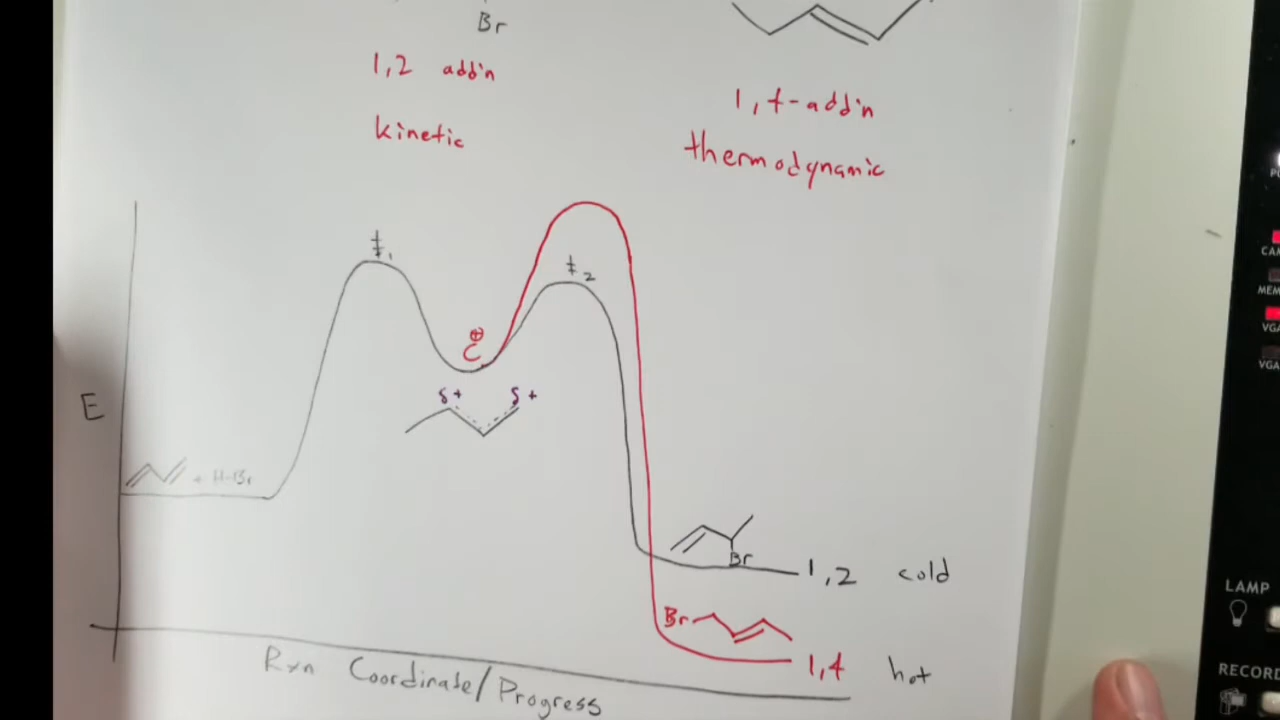 Br
1,2 add'n
kinetic
1,4-add'n
thermodynamic
‡1
‡2
⊕
C
δ+ δ+
E
+ H-Br
Br
1,2 cold
Br
1,4 hot
Rxn Coordinate/Progress
LAMP
RECORD